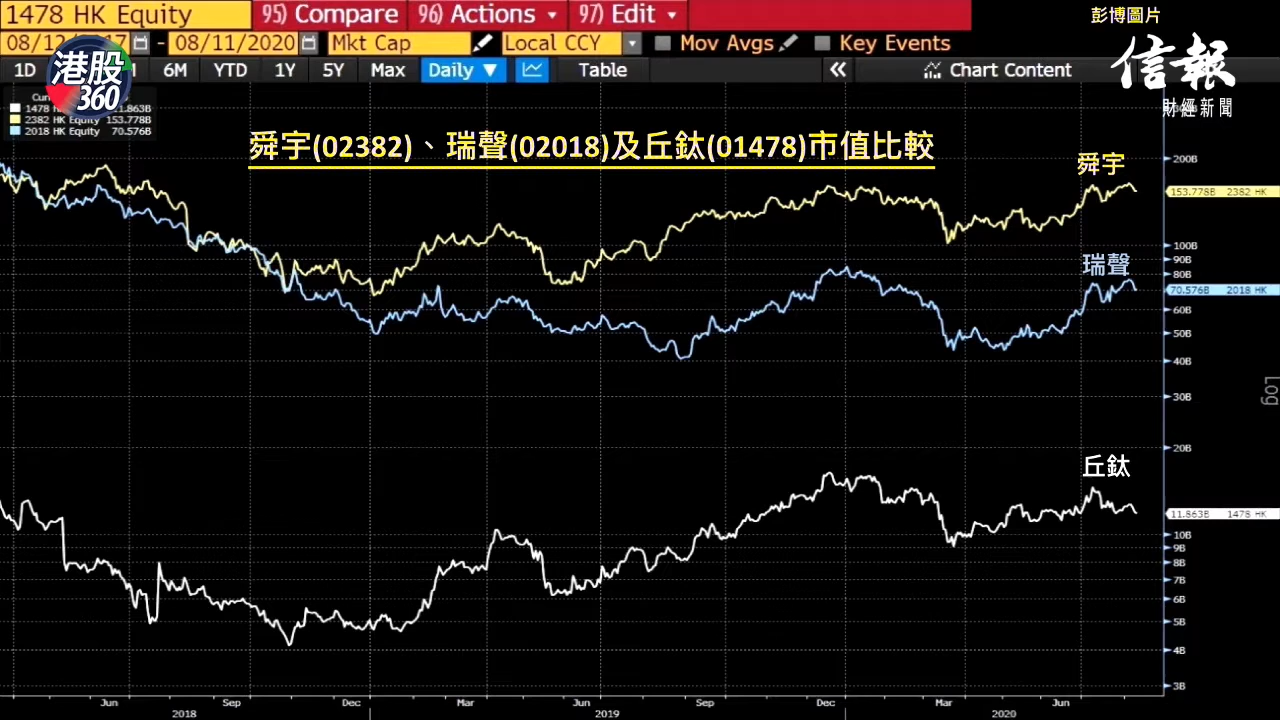 1478 HK Equity
95) Compare
96) Actions
97) Edit
彭博圖片
- 08/11/2020
Mkt Cap
Local CCY
Mov Avgs
Key Events
信報
財經新聞
港股
360
1D
6M
YTD
1Y
5Y
Max
Daily
Table
«
Chart Content
2382 HK Equity 153.778B
2018 HK Equity 70.576B
舜宇(02382)、瑞聲(02018)及丘鈦(01478)市值比較
舜宇
瑞聲
丘鈦
200B
153.778B 2382 HK
100B
90B
80B
70.576B 2018 HK
60B
50B
40B
30B
20B
11.863B 1478 HK
10B
9B
8B
7B
6B
5B
4B
3B
Log
Jun
Sep
Dec
Mar
Jun
Sep
Dec
Mar
Jun
2018
2019
2020